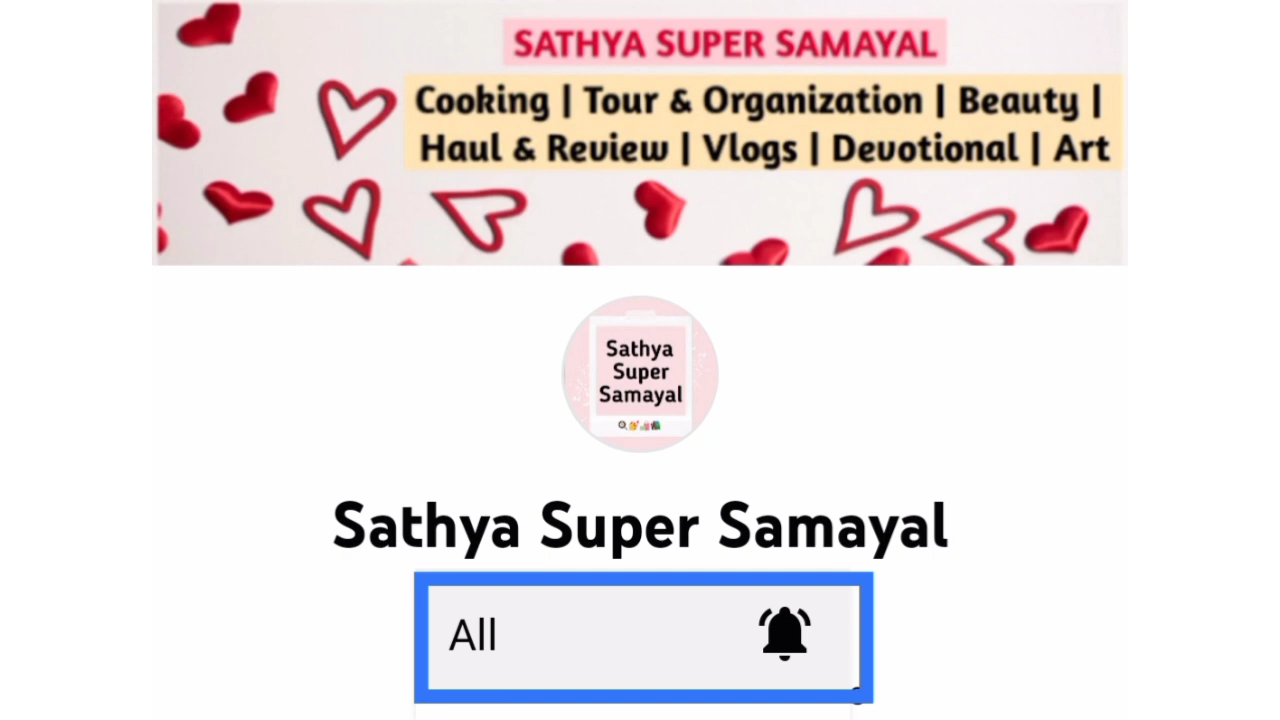 SATHYA SUPER SAMAYAL
Cooking | Tour & Organization | Beauty |
Haul & Review | Vlogs | Devotional | Art
Sathya
Super
Samayal
Sathya Super Samayal
All